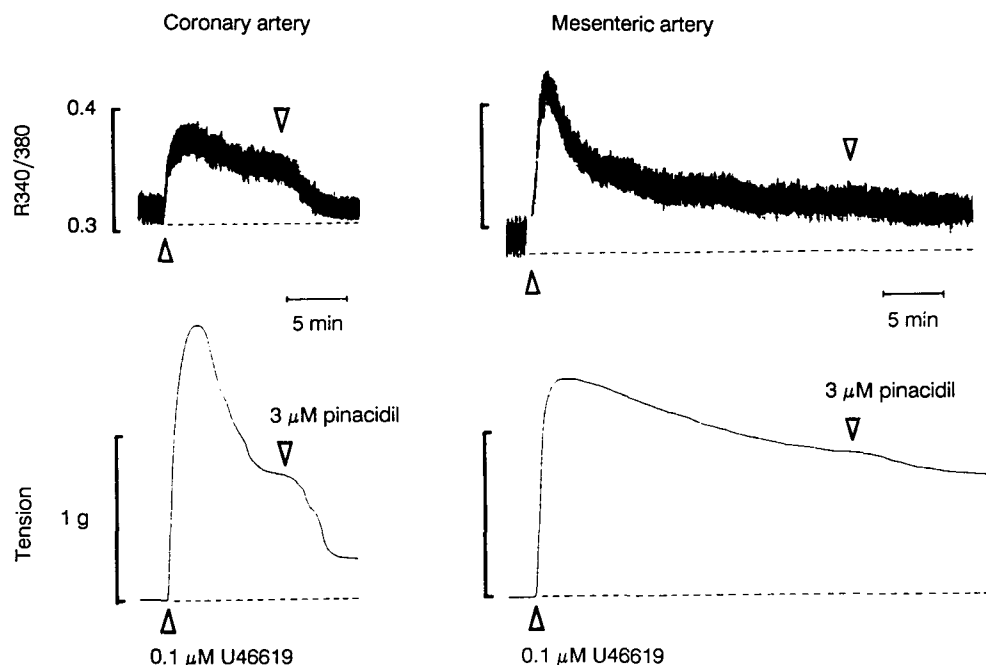 Coronary artery
Mesenteric artery
R340/380
0.4
0.3
5 min
5 min
Tension
1 g
3 μM pinacidil
3 μM pinacidil
0.1 μM U46619
0.1 μM U46619